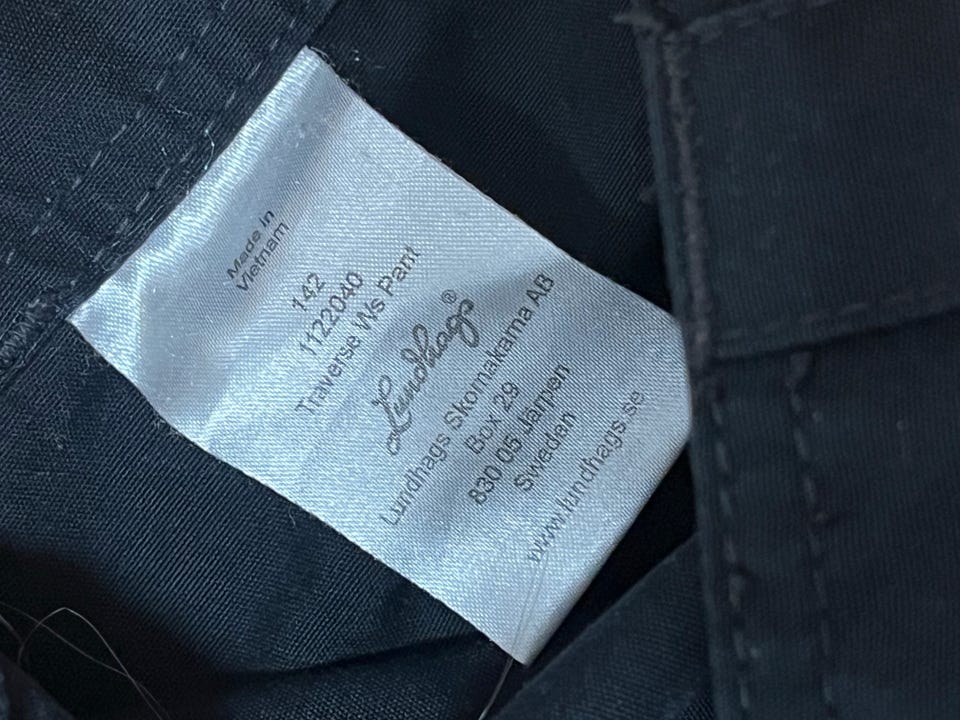 Made in
Vietnam
142
1122040
Traverse Ws Pant
Lundhags®
Lundhags Skomakarna AB
Box 29
830 05 Järpen
Sweden
www.lundhags.se